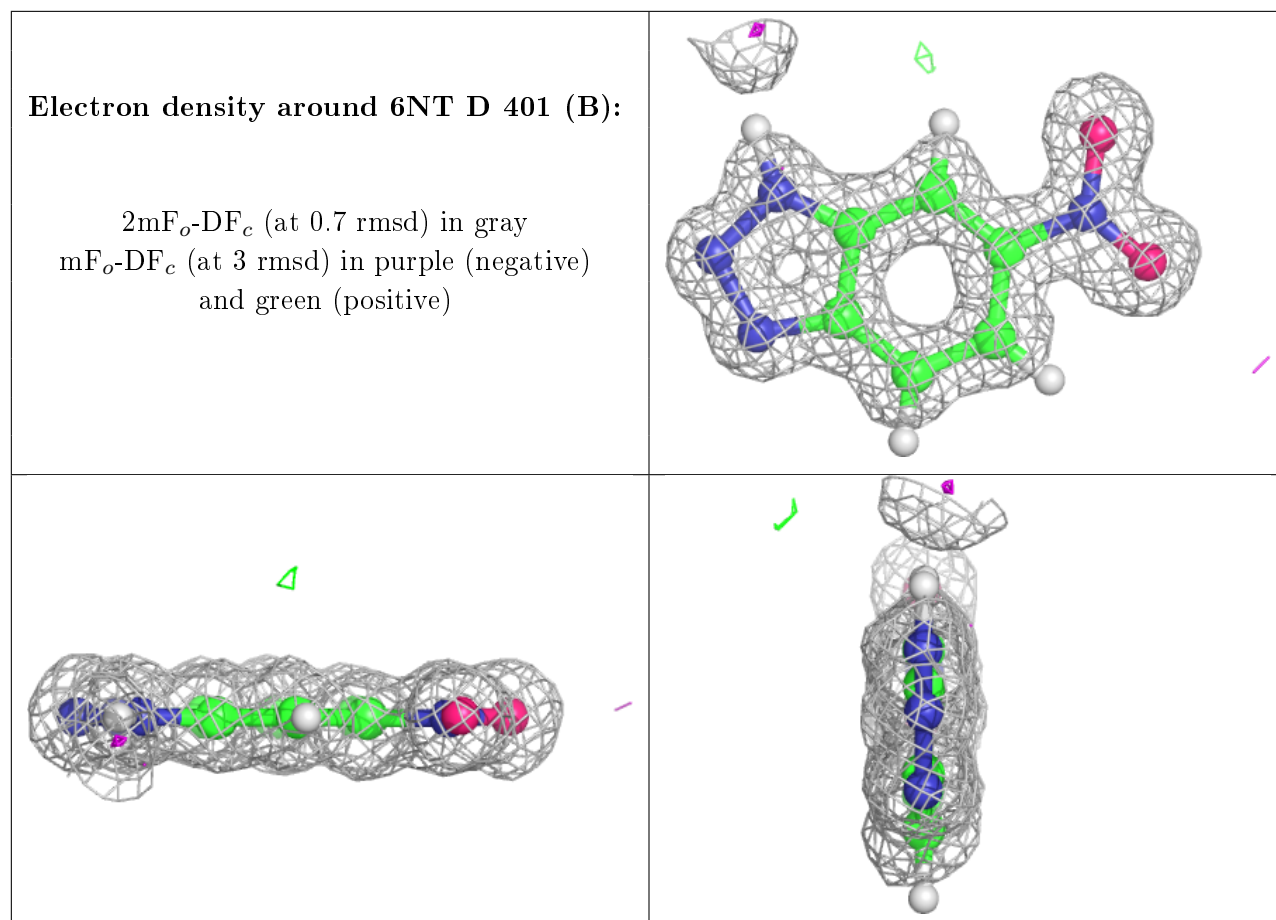 Electron density around 6NT D 401 (B):
2mFo-DFc (at 0.7 rmsd) in gray
mFo-DFc (at 3 rmsd) in purple (negative)
and green (positive)